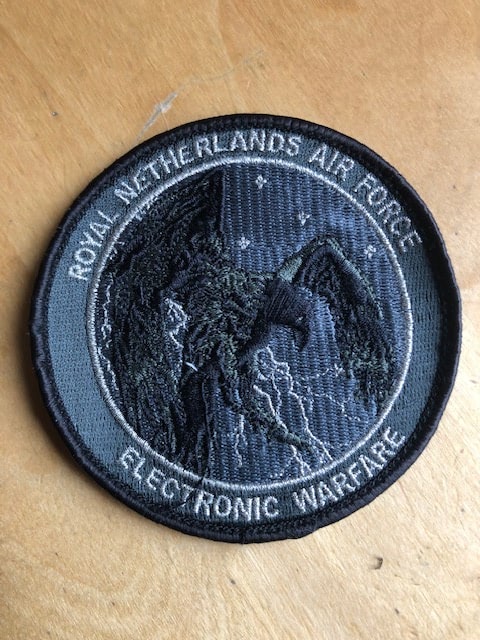 ROYAL NETHERLANDS AIR FORCE
ELECTRONIC WARFARE